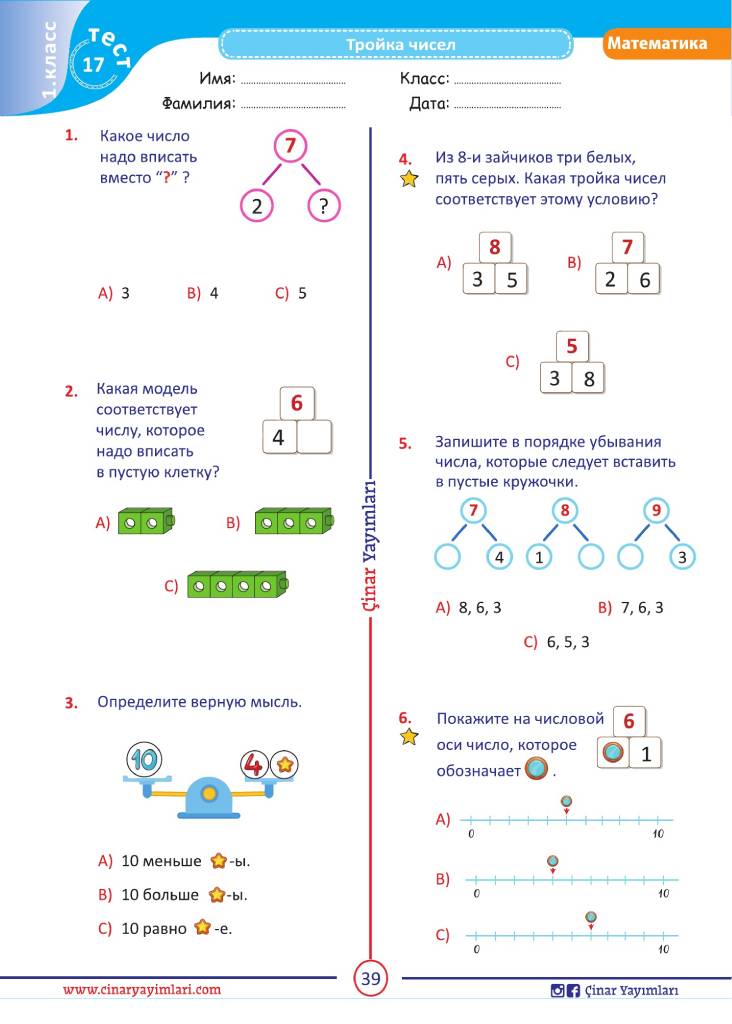 1.класс
тест
17
Тройка чисел
Математика
Имя: ........................ Класс: ........................
Фамилия: ........................ Дата: ........................
1. Какое число
надо вписать
вместо “?” ?
7
2 ?
A) 3 B) 4 C) 5
2. Какая модель
соответствует
числу, которое
надо вписать
в пустую клетку?
6
4
A) B)
C)
3. Определите верную мысль.
10 4
A) 10 меньше -ы.
B) 10 больше -ы.
C) 10 равно -е.
Çinar Yayımları
4. Из 8-и зайчиков три белых,
пять серых. Какая тройка чисел
соответствует этому условию?
A) 8 B) 7
3 5 2 6
C) 5
3 8
5. Запишите в порядке убывания
числа, которые следует вставить
в пустые кружочки.
7 8 9
4 1 3
A) 8, 6, 3 B) 7, 6, 3
C) 6, 5, 3
6. Покажите на числовой
оси число, которое
обозначает .
6
1
A)
0 10
B)
0 10
C)
0 10
www.cinaryayimlari.com
39
Çinar Yayımları